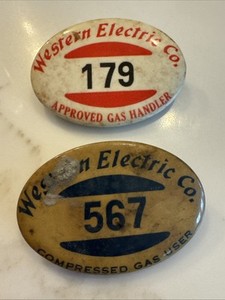 Western Electric Co.
179
APPROVED GAS HANDLER
Western Electric Co.
567
COMPRESSED GAS USER